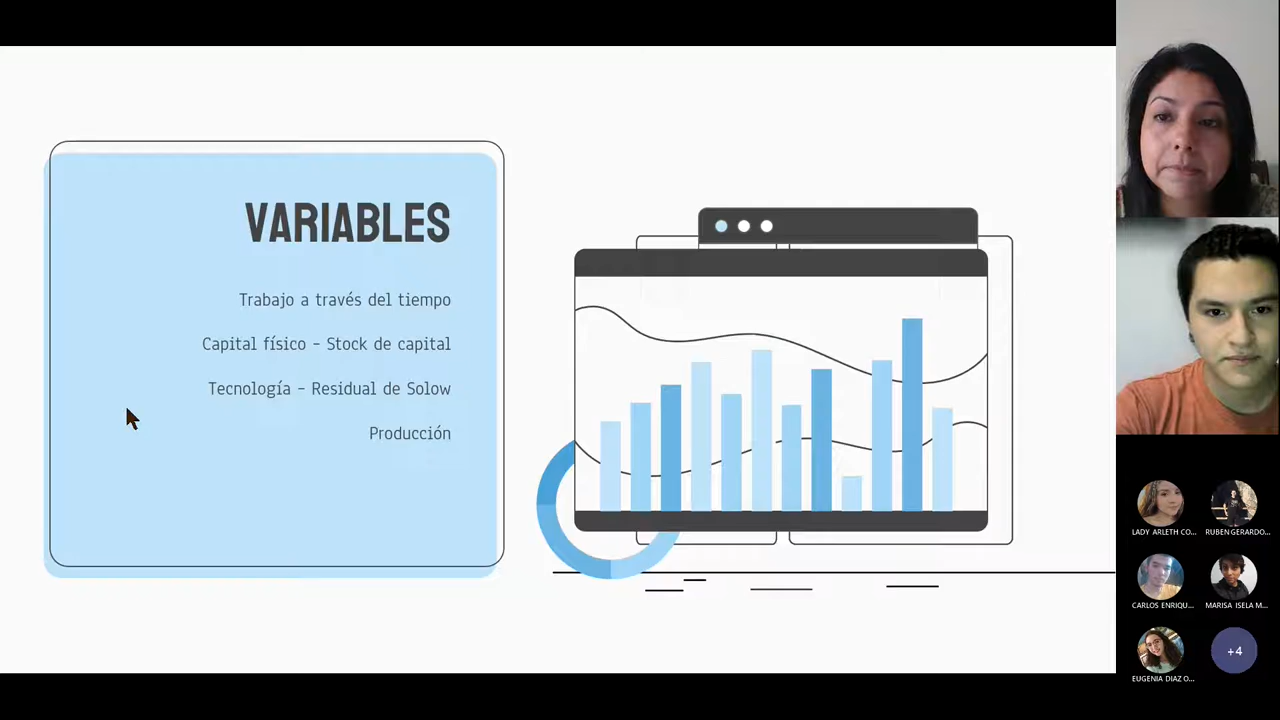 VARIABLES
Trabajo a través del tiempo
Capital físico - Stock de capital
Tecnología - Residual de Solow
Producción
LADY ARLETH CO...
RUBEN GERARDO...
CARLOS ENRIQU...
MARISA ISELA M...
EUGENIA DIAZ O...
+4